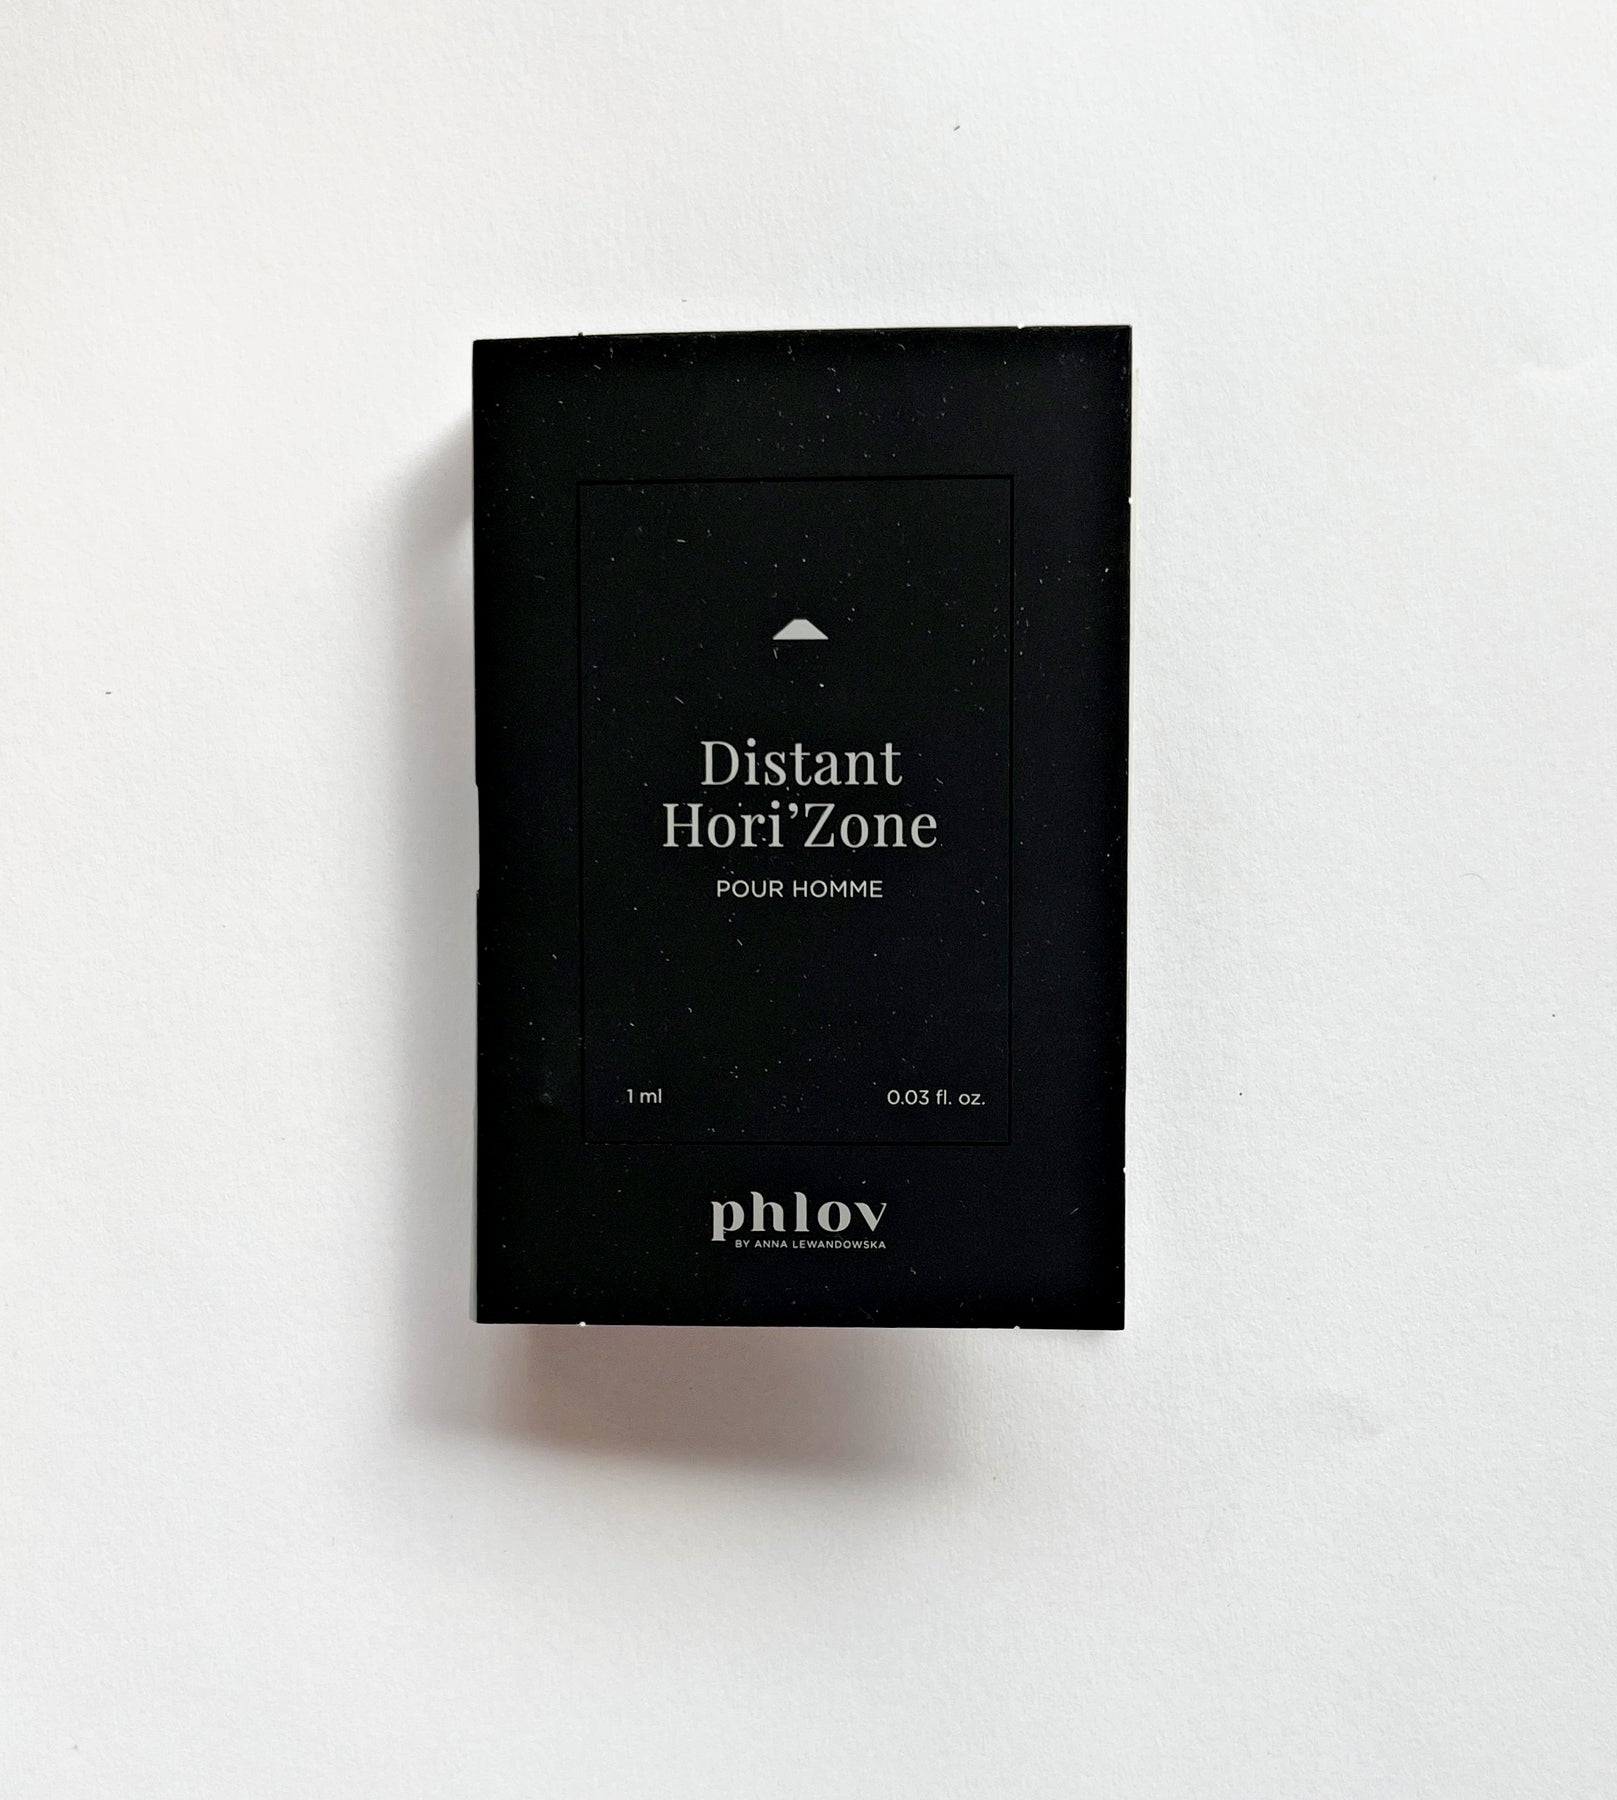 Distant
Hori’Zone
POUR HOMME
1 ml 0.03 fl. oz.
phlov
BY ANNA LEWANDOWSKA